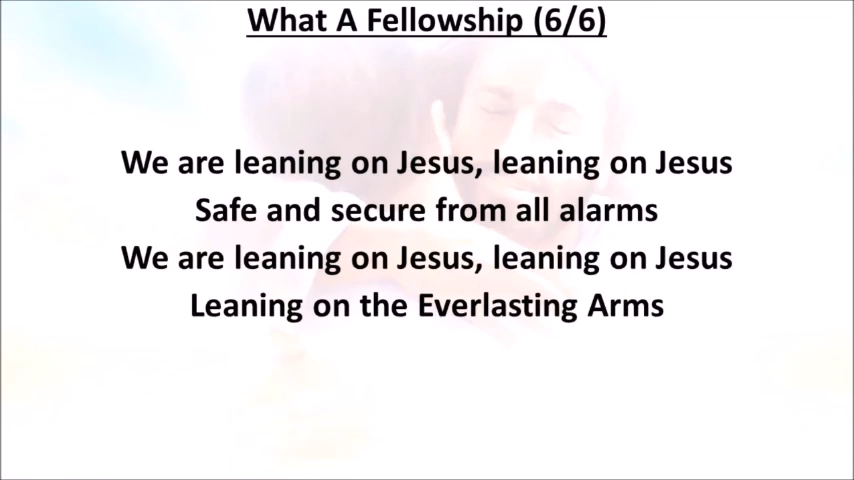 What A Fellowship (6/6)
We are leaning on Jesus, leaning on Jesus
Safe and secure from all alarms
We are leaning on Jesus, leaning on Jesus
Leaning on the Everlasting Arms